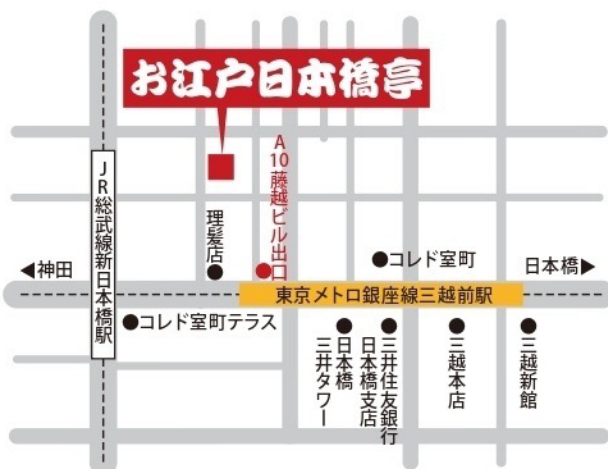 お江戸日本橋亭
JR総武線新日本橋駅
A10藤越ビル出口
理髪店
◀神田
●コレド室町
日本橋▶
東京メトロ銀座線三越前駅
●コレド室町テラス
日本橋
三井タワー
三井住友銀行
日本橋支店
三越本店
三越新館